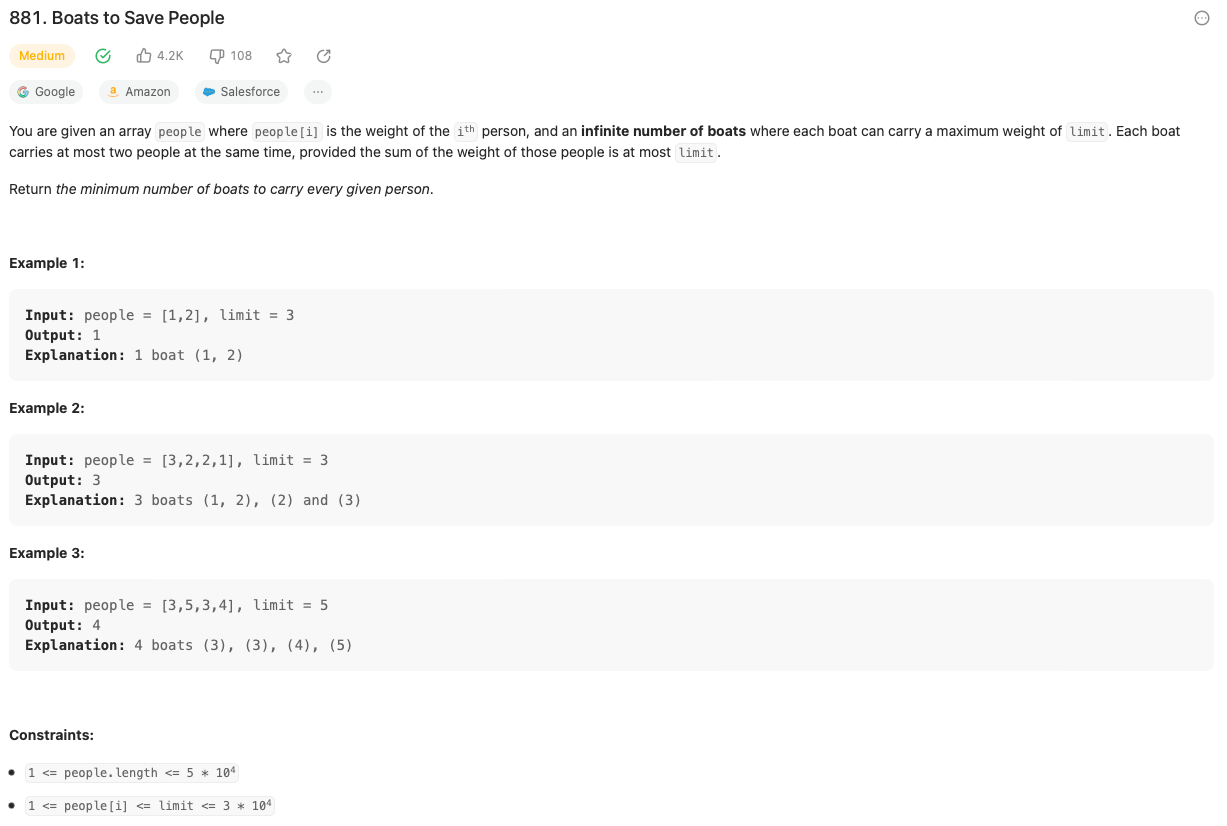 881. Boats to Save People
Medium 4.2K 108
Google Amazon Salesforce ...
You are given an array people where people[i] is the weight of the ith person, and an infinite number of boats where each boat can carry a maximum weight of limit. Each boat
carries at most two people at the same time, provided the sum of the weight of those people is at most limit.
Return the minimum number of boats to carry every given person.
Example 1:
Input: people = [1,2], limit = 3
Output: 1
Explanation: 1 boat (1, 2)
Example 2:
Input: people = [3,2,2,1], limit = 3
Output: 3
Explanation: 3 boats (1, 2), (2) and (3)
Example 3:
Input: people = [3,5,3,4], limit = 5
Output: 4
Explanation: 4 boats (3), (3), (4), (5)
Constraints:
• 1 <= people.length <= 5 * 10⁴
• 1 <= people[i] <= limit <= 3 * 10⁴